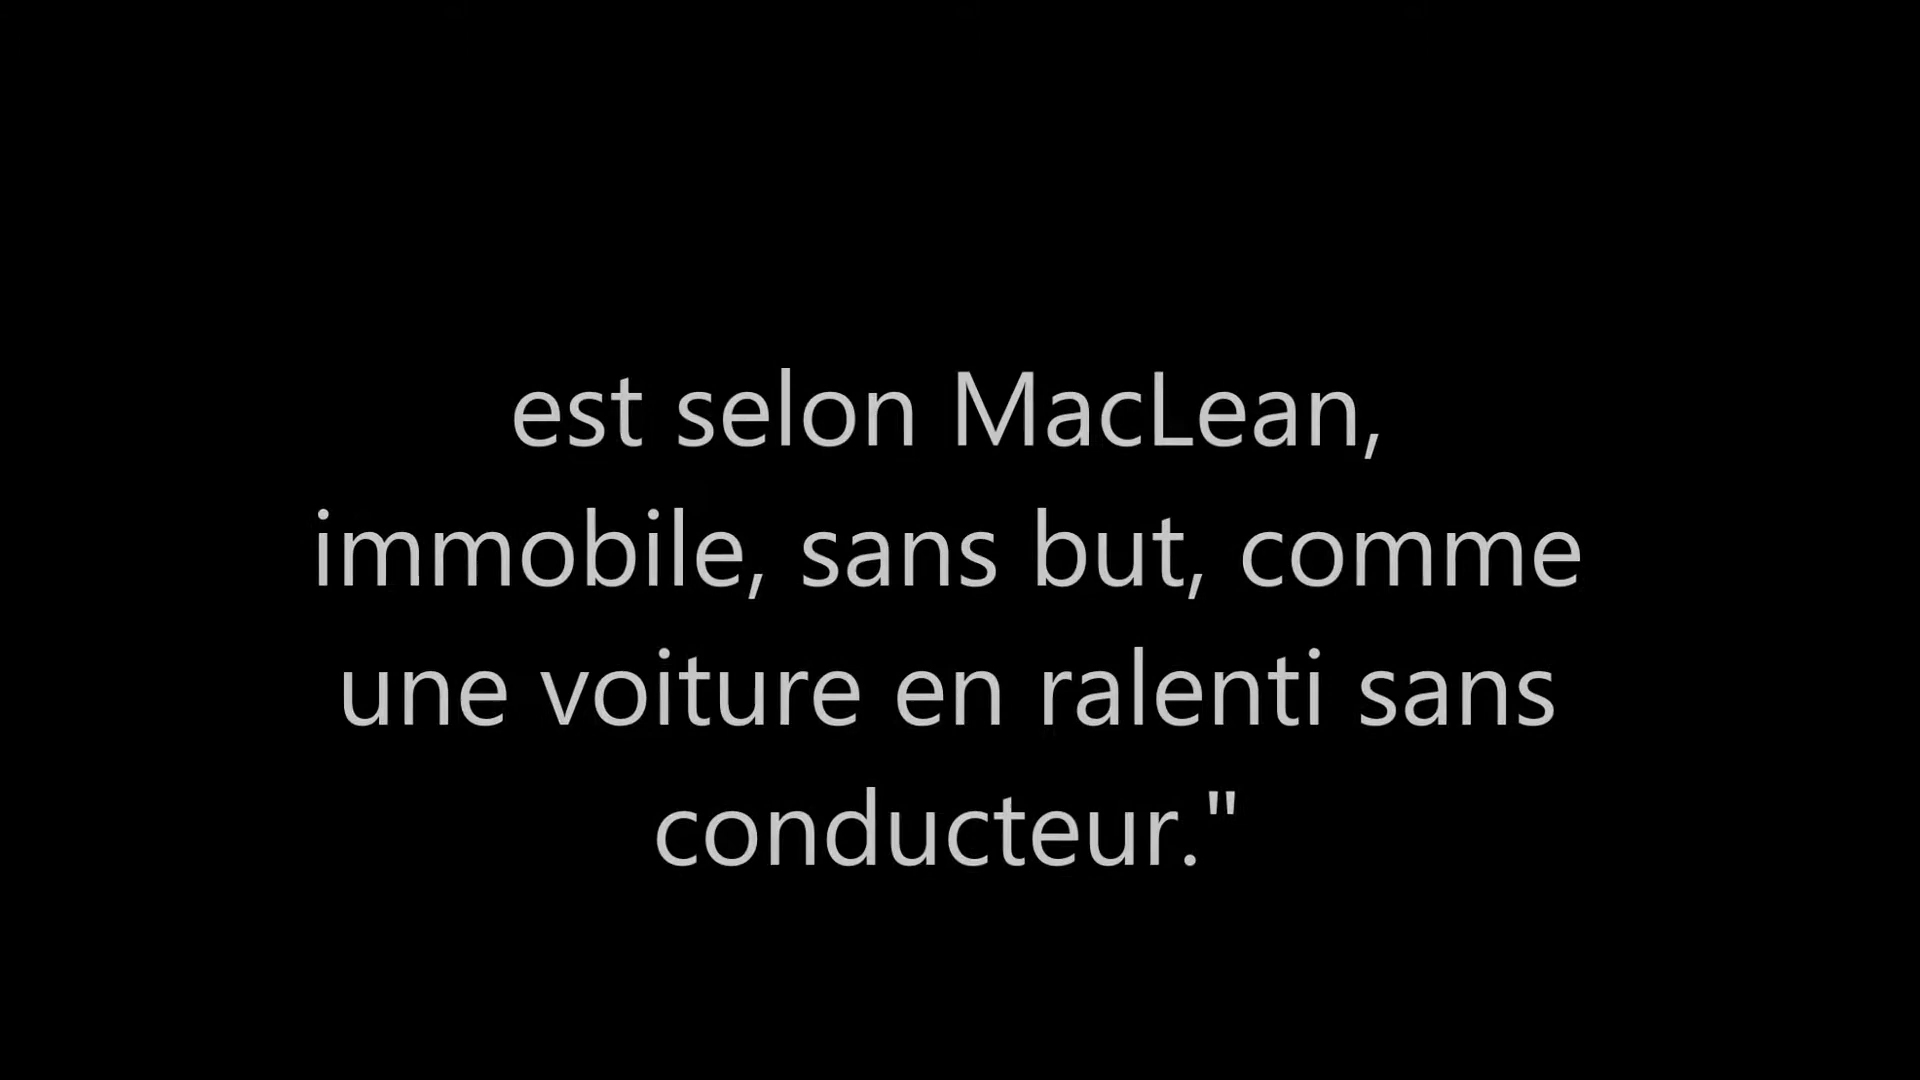 est selon MacLean,
immobile, sans but, comme
une voiture en ralenti sans
conducteur."